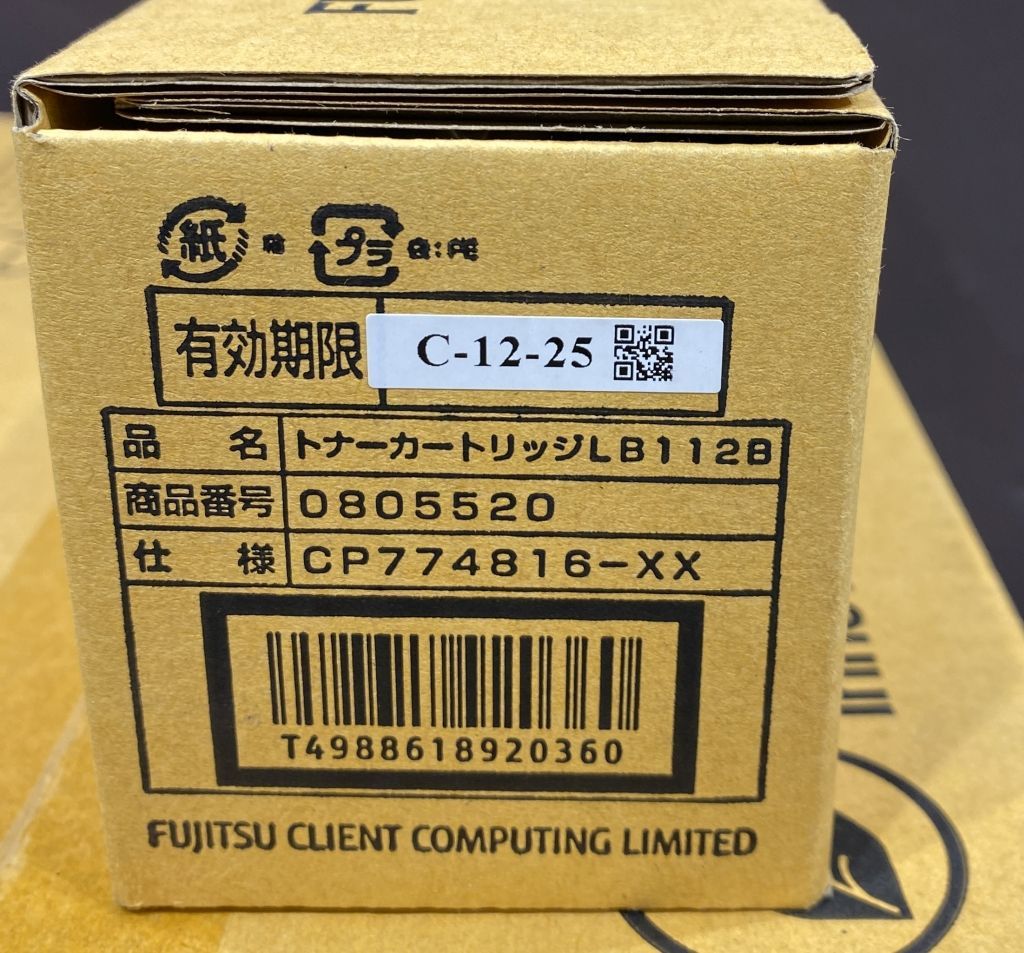 紙
プラ
有効期限 C-12-25
品名 トナーカートリッジLB112B
商品番号 0805520
仕様 CP774816-XX
T4988618920360
FUJITSU CLIENT COMPUTING LIMITED